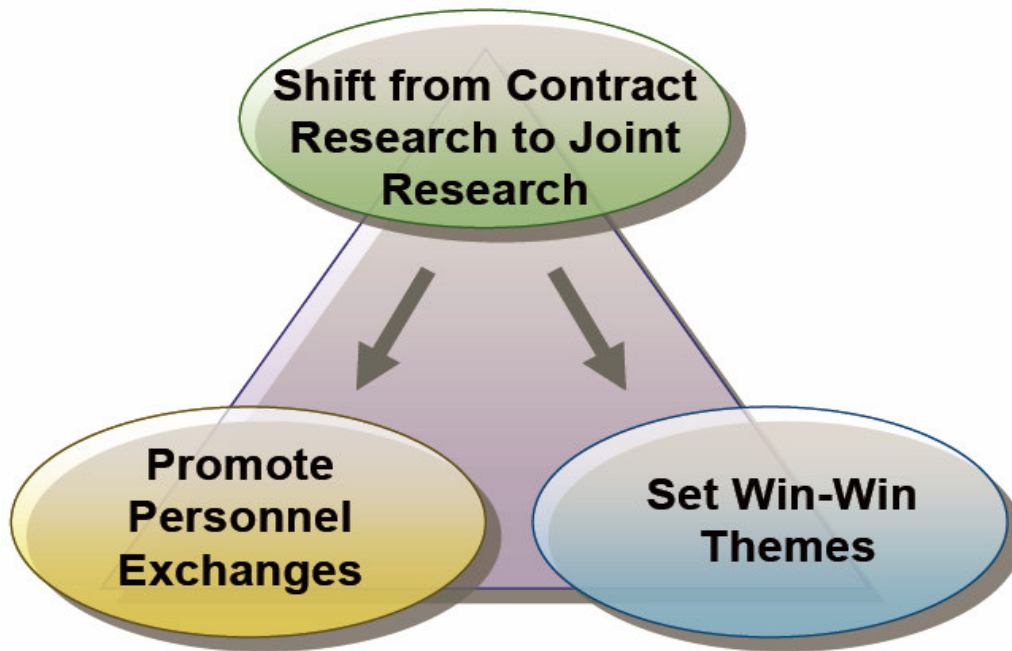 Shift from Contract
Research to Joint
Research
Promote
Personnel
Exchanges
Set Win-Win
Themes